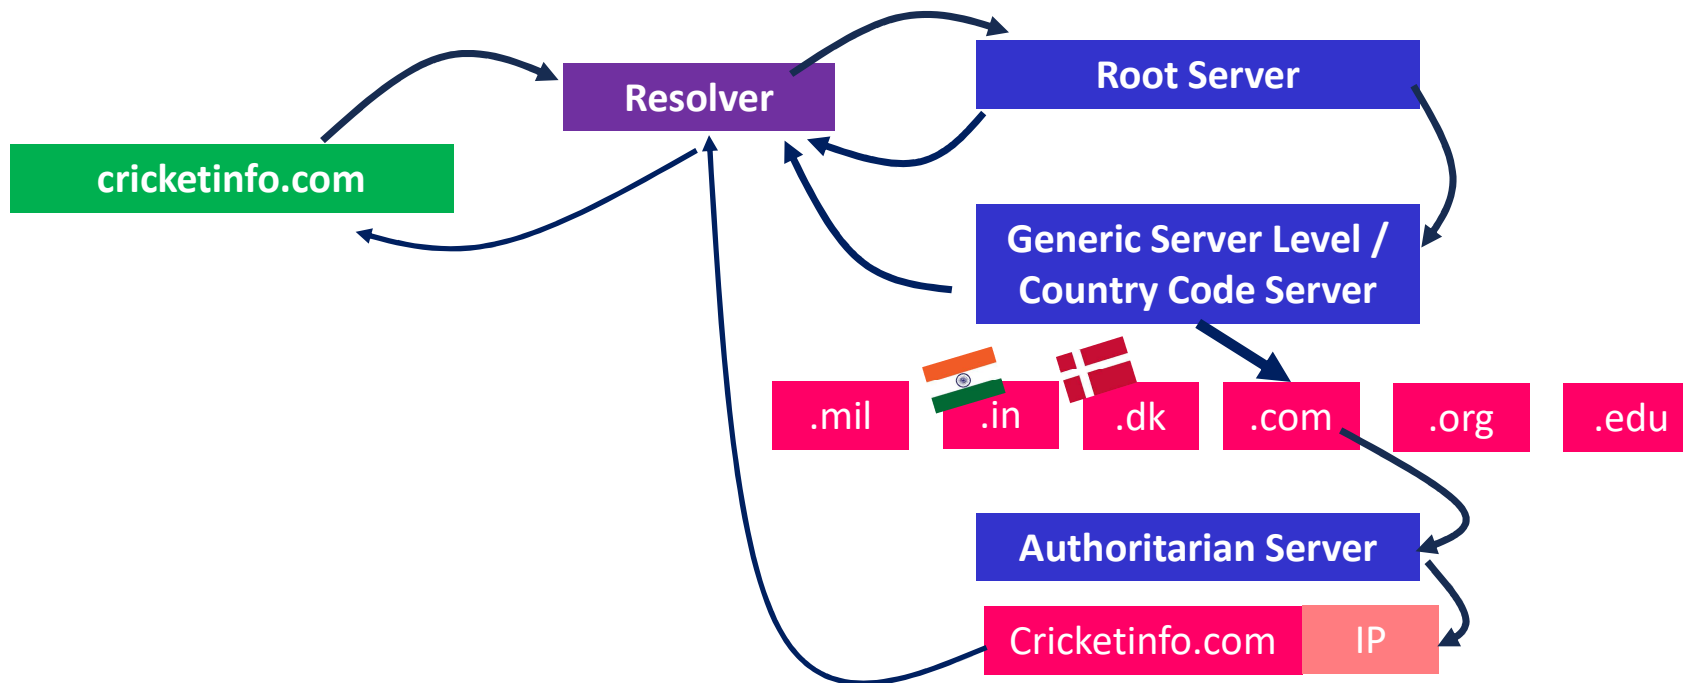 Resolver
Root Server
cricketinfo.com
Generic Server Level /
Country Code Server
.mil
.in
.dk
.com
.org
.edu
Authoritarian Server
Cricketinfo.com
IP